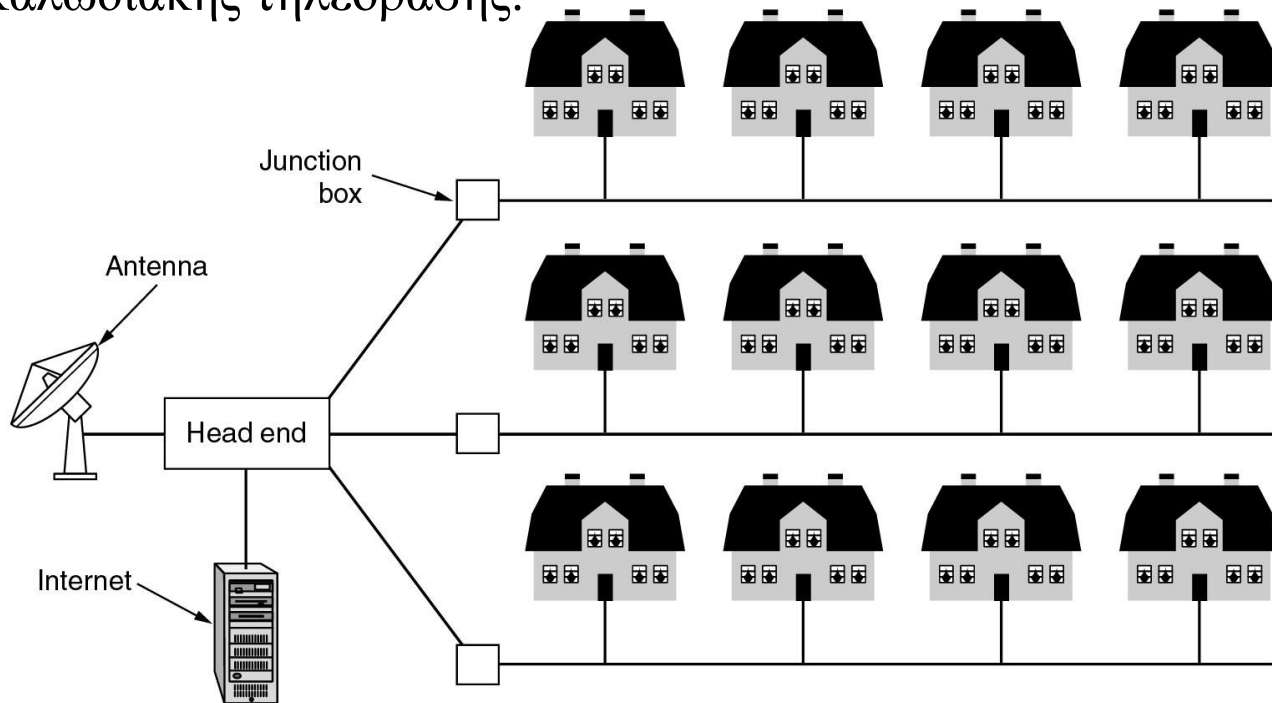 καλωδιακής τηλεόρασης.
Junction
box
Antenna
Head end
Internet